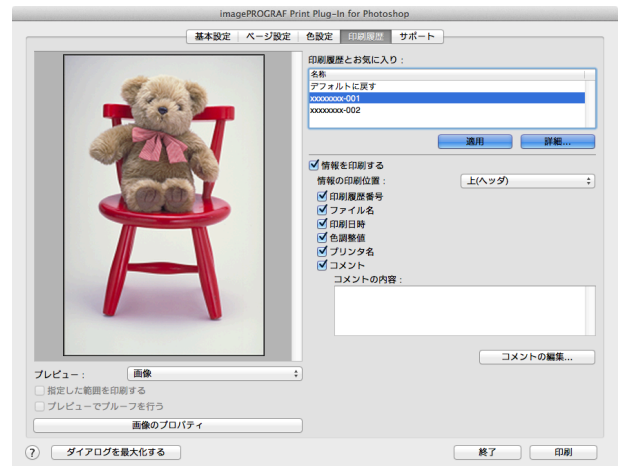 imagePROGRAF Print Plug-In for Photoshop
基本設定 ページ設定 色設定 印刷履歴 サポート
印刷履歴とお気に入り：
名称
デフォルトに戻す
xxxxxxxx-001
xxxxxxxx-002
適用 詳細...
情報を印刷する
情報の印刷位置： 上(ヘッダ)
印刷履歴番号
ファイル名
印刷日時
色調整値
プリンタ名
コメント
コメントの内容：
コメントの編集...
プレビュー： 画像
指定した範囲を印刷する
プレビューでプルーフを行う
画像のプロパティ
? ダイアログを最大化する 終了 印刷